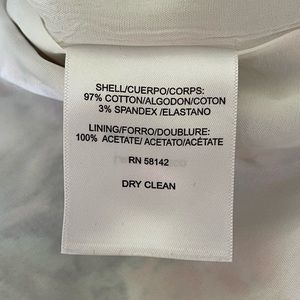 SHELL/CUERPO/CORPS:
97% COTTON/ALGODON/COTON
3% SPANDEX /ELASTANO
LINING/FORRO/DOUBLURE:
100% ACETATE/ ACETATO/ACÉTATE
RN 58142
DRY CLEAN